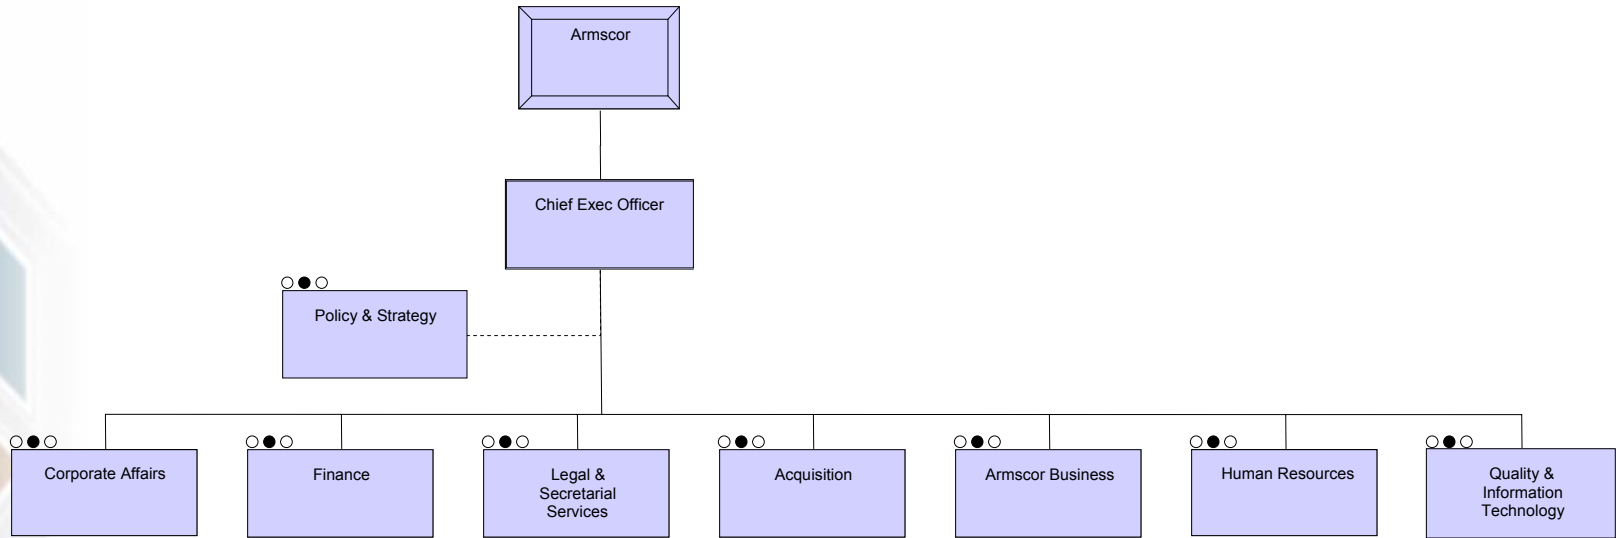 Armscor
Chief Exec Officer
Policy & Strategy
Corporate Affairs
Finance
Legal &
Secretarial
Services
Acquisition
Armscor Business
Human Resources
Quality &
Information
Technology